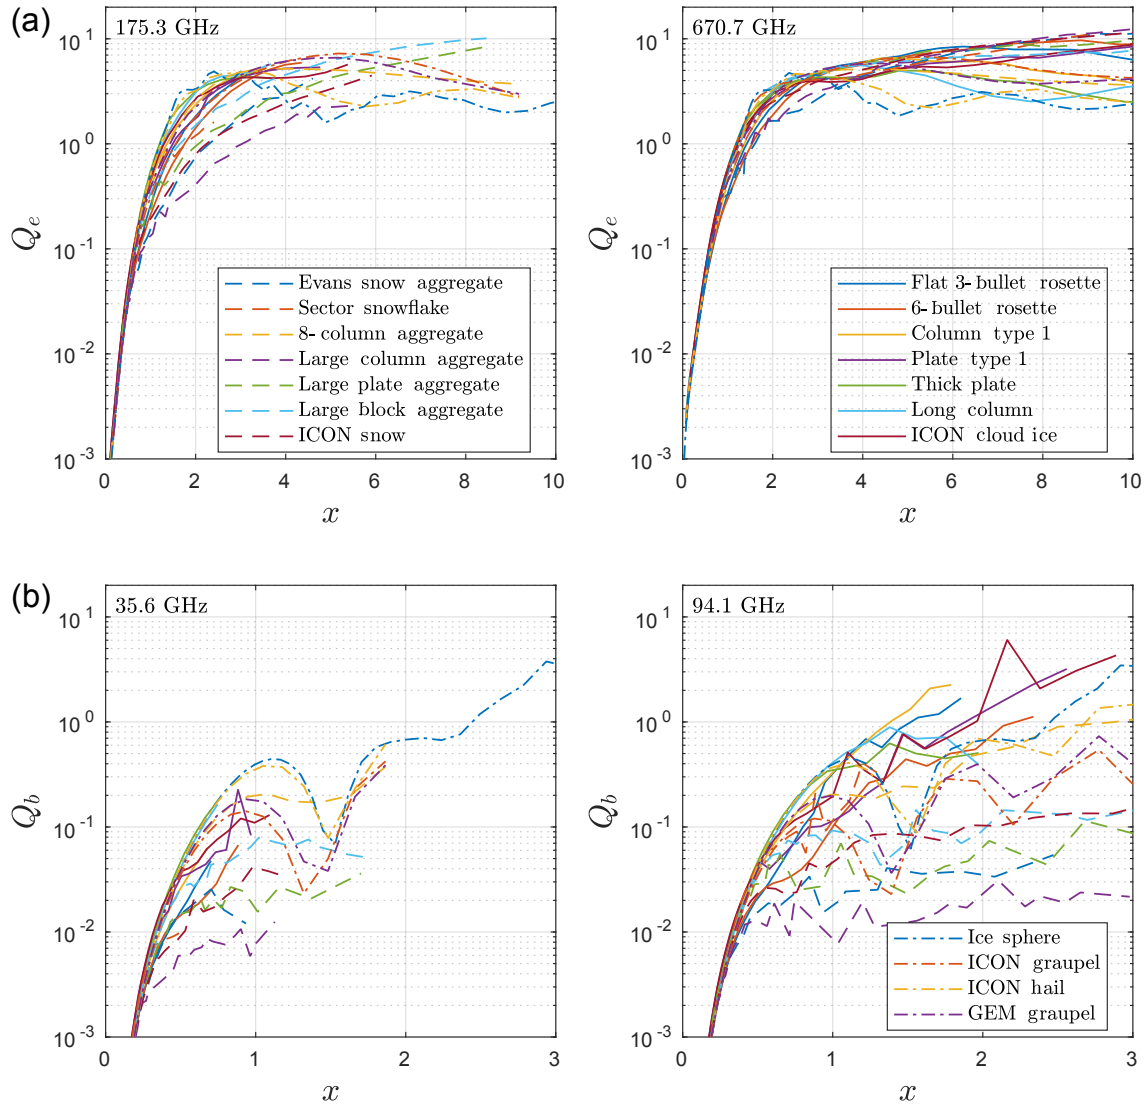 (a)
175.3 GHz
10^1
10^0
10^-1
10^-2
10^-3
Q_e
0 2 4 6 8 10
x
Evans snow aggregate
Sector snowflake
8-column aggregate
Large column aggregate
Large plate aggregate
Large block aggregate
ICON snow
670.7 GHz
10^1
10^0
10^-1
10^-2
10^-3
Q_e
0 2 4 6 8 10
x
Flat 3-bullet rosette
6-bullet rosette
Column type 1
Plate type 1
Thick plate
Long column
ICON cloud ice
(b)
35.6 GHz
10^1
10^0
10^-1
10^-2
10^-3
Q_b
0 1 2 3
x
94.1 GHz
10^1
10^0
10^-1
10^-2
10^-3
Q_b
0 1 2 3
x
Ice sphere
ICON graupel
ICON hail
GEM graupel